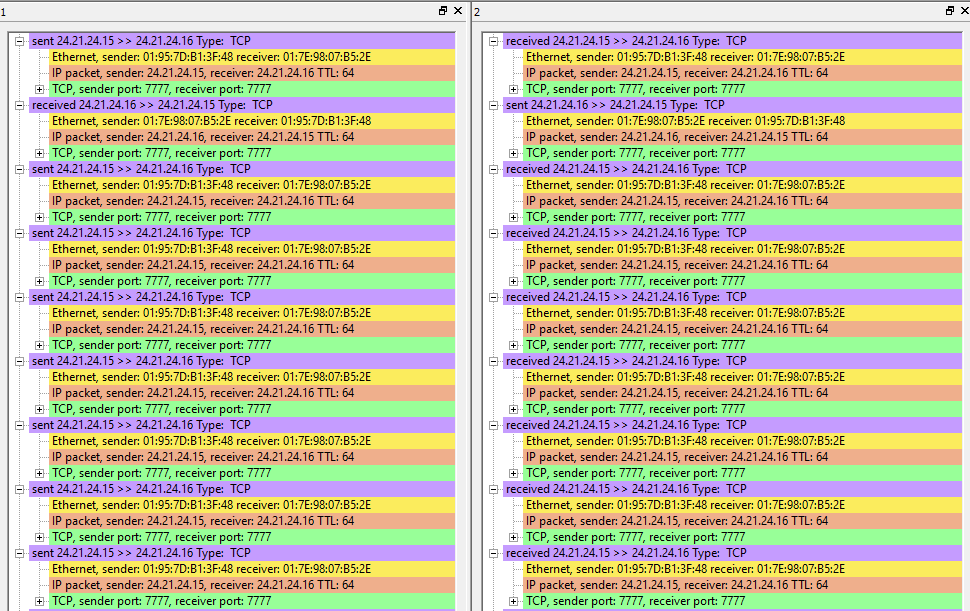 1
sent 24.21.24.15 >> 24.21.24.16 Type: TCP
Ethernet, sender: 01:95:7D:B1:3F:48 receiver: 01:7E:98:07:B5:2E
IP packet, sender: 24.21.24.15, receiver: 24.21.24.16 TTL: 64
TCP, sender port: 7777, receiver port: 7777
received 24.21.24.16 >> 24.21.24.15 Type: TCP
Ethernet, sender: 01:7E:98:07:B5:2E receiver: 01:95:7D:B1:3F:48
IP packet, sender: 24.21.24.16, receiver: 24.21.24.15 TTL: 64
TCP, sender port: 7777, receiver port: 7777
sent 24.21.24.15 >> 24.21.24.16 Type: TCP
Ethernet, sender: 01:95:7D:B1:3F:48 receiver: 01:7E:98:07:B5:2E
IP packet, sender: 24.21.24.15, receiver: 24.21.24.16 TTL: 64
TCP, sender port: 7777, receiver port: 7777
sent 24.21.24.15 >> 24.21.24.16 Type: TCP
Ethernet, sender: 01:95:7D:B1:3F:48 receiver: 01:7E:98:07:B5:2E
IP packet, sender: 24.21.24.15, receiver: 24.21.24.16 TTL: 64
TCP, sender port: 7777, receiver port: 7777
sent 24.21.24.15 >> 24.21.24.16 Type: TCP
Ethernet, sender: 01:95:7D:B1:3F:48 receiver: 01:7E:98:07:B5:2E
IP packet, sender: 24.21.24.15, receiver: 24.21.24.16 TTL: 64
TCP, sender port: 7777, receiver port: 7777
sent 24.21.24.15 >> 24.21.24.16 Type: TCP
Ethernet, sender: 01:95:7D:B1:3F:48 receiver: 01:7E:98:07:B5:2E
IP packet, sender: 24.21.24.15, receiver: 24.21.24.16 TTL: 64
TCP, sender port: 7777, receiver port: 7777
sent 24.21.24.15 >> 24.21.24.16 Type: TCP
Ethernet, sender: 01:95:7D:B1:3F:48 receiver: 01:7E:98:07:B5:2E
IP packet, sender: 24.21.24.15, receiver: 24.21.24.16 TTL: 64
TCP, sender port: 7777, receiver port: 7777
sent 24.21.24.15 >> 24.21.24.16 Type: TCP
Ethernet, sender: 01:95:7D:B1:3F:48 receiver: 01:7E:98:07:B5:2E
IP packet, sender: 24.21.24.15, receiver: 24.21.24.16 TTL: 64
TCP, sender port: 7777, receiver port: 7777
sent 24.21.24.15 >> 24.21.24.16 Type: TCP
Ethernet, sender: 01:95:7D:B1:3F:48 receiver: 01:7E:98:07:B5:2E
IP packet, sender: 24.21.24.15, receiver: 24.21.24.16 TTL: 64
TCP, sender port: 7777, receiver port: 7777
2
received 24.21.24.15 >> 24.21.24.16 Type: TCP
Ethernet, sender: 01:95:7D:B1:3F:48 receiver: 01:7E:98:07:B5:2E
IP packet, sender: 24.21.24.15, receiver: 24.21.24.16 TTL: 64
TCP, sender port: 7777, receiver port: 7777
sent 24.21.24.16 >> 24.21.24.15 Type: TCP
Ethernet, sender: 01:7E:98:07:B5:2E receiver: 01:95:7D:B1:3F:48
IP packet, sender: 24.21.24.16, receiver: 24.21.24.15 TTL: 64
TCP, sender port: 7777, receiver port: 7777
received 24.21.24.15 >> 24.21.24.16 Type: TCP
Ethernet, sender: 01:95:7D:B1:3F:48 receiver: 01:7E:98:07:B5:2E
IP packet, sender: 24.21.24.15, receiver: 24.21.24.16 TTL: 64
TCP, sender port: 7777, receiver port: 7777
received 24.21.24.15 >> 24.21.24.16 Type: TCP
Ethernet, sender: 01:95:7D:B1:3F:48 receiver: 01:7E:98:07:B5:2E
IP packet, sender: 24.21.24.15, receiver: 24.21.24.16 TTL: 64
TCP, sender port: 7777, receiver port: 7777
received 24.21.24.15 >> 24.21.24.16 Type: TCP
Ethernet, sender: 01:95:7D:B1:3F:48 receiver: 01:7E:98:07:B5:2E
IP packet, sender: 24.21.24.15, receiver: 24.21.24.16 TTL: 64
TCP, sender port: 7777, receiver port: 7777
received 24.21.24.15 >> 24.21.24.16 Type: TCP
Ethernet, sender: 01:95:7D:B1:3F:48 receiver: 01:7E:98:07:B5:2E
IP packet, sender: 24.21.24.15, receiver: 24.21.24.16 TTL: 64
TCP, sender port: 7777, receiver port: 7777
received 24.21.24.15 >> 24.21.24.16 Type: TCP
Ethernet, sender: 01:95:7D:B1:3F:48 receiver: 01:7E:98:07:B5:2E
IP packet, sender: 24.21.24.15, receiver: 24.21.24.16 TTL: 64
TCP, sender port: 7777, receiver port: 7777
received 24.21.24.15 >> 24.21.24.16 Type: TCP
Ethernet, sender: 01:95:7D:B1:3F:48 receiver: 01:7E:98:07:B5:2E
IP packet, sender: 24.21.24.15, receiver: 24.21.24.16 TTL: 64
TCP, sender port: 7777, receiver port: 7777
received 24.21.24.15 >> 24.21.24.16 Type: TCP
Ethernet, sender: 01:95:7D:B1:3F:48 receiver: 01:7E:98:07:B5:2E
IP packet, sender: 24.21.24.15, receiver: 24.21.24.16 TTL: 64
TCP, sender port: 7777, receiver port: 7777